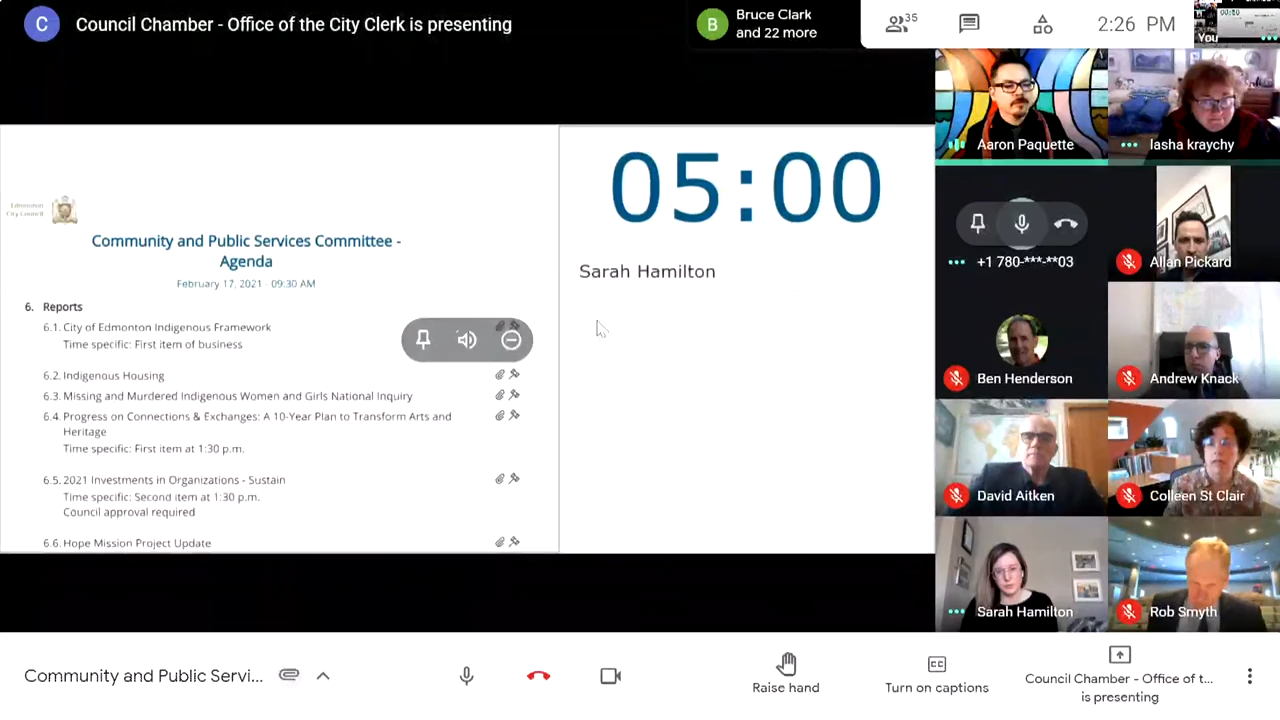 C
Council Chamber - Office of the City Clerk is presenting
B
Bruce Clark
and 22 more
35
2:26 PM
You
Edmonton
City Council
Community and Public Services Committee -
Agenda
February 17, 2021 - 09:30 AM
6. Reports
6.1. City of Edmonton Indigenous Framework
Time specific: First item of business
6.2. Indigenous Housing
6.3. Missing and Murdered Indigenous Women and Girls National Inquiry
6.4. Progress on Connections & Exchanges: A 10-Year Plan to Transform Arts and
Heritage
Time specific: First item at 1:30 p.m.
6.5. 2021 Investments in Organizations - Sustain
Time specific: Second item at 1:30 p.m.
Council approval required
6.6. Hope Mission Project Update
05:00
Sarah Hamilton
Aaron Paquette
lasha kraychy
+1 780-***-**03
Allan Pickard
Ben Henderson
Andrew Knack
David Aitken
Colleen St Clair
Sarah Hamilton
Rob Smyth
Community and Public Servi...
Raise hand
Turn on captions
Council Chamber - Office of t...
is presenting